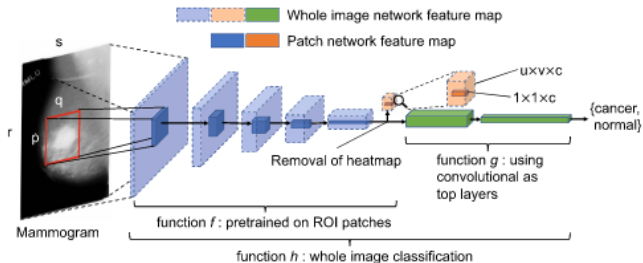 Whole image network feature map
Patch network feature map
s
q
r
p
u×v×c
1×1×c
{cancer,
normal}
Removal of heatmap
function g : using
convolutional as
top layers
function f : pretrained on ROI patches
Mammogram
function h : whole image classification